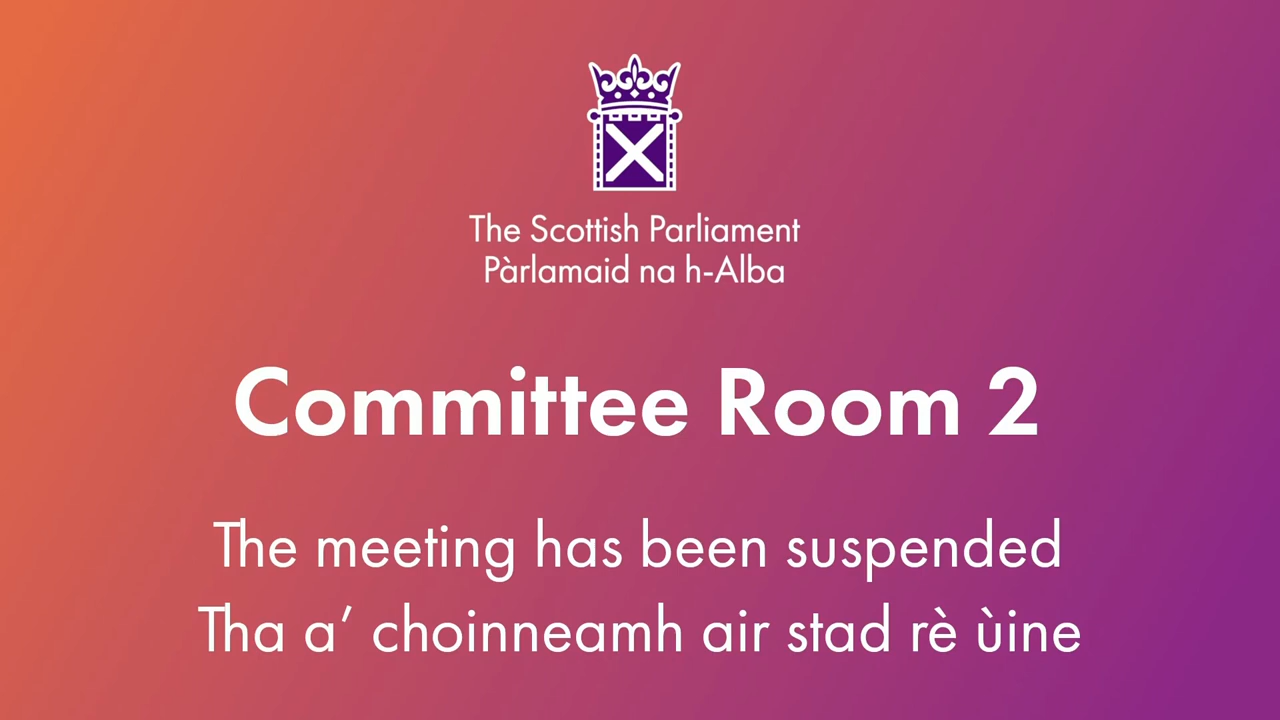 The Scottish Parliament
Pàrlamaid na h-Alba
Committee Room 2
The meeting has been suspended
Tha a’ choinneamh air stad rè ùine